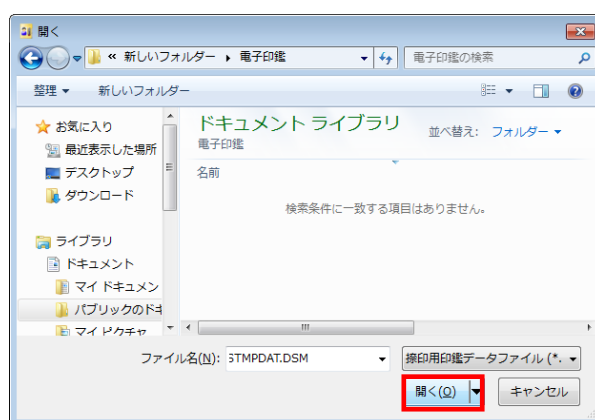 開く
« 新しいフォルダー ▸ 電子印鑑
電子印鑑の検索
整理 ▼ 新しいフォルダー
お気に入り
最近表示した場所
デスクトップ
ダウンロード
ライブラリ
ドキュメント
マイ ドキュメン
パブリックのドキ
マイ ピクチャ
ドキュメント ライブラリ
電子印鑑
並べ替え: フォルダー ▼
名前
検索条件に一致する項目はありません。
ファイル名(N): STMPDAT.DSM
捺印用印鑑データファイル (*.
開く(O)
キャンセル